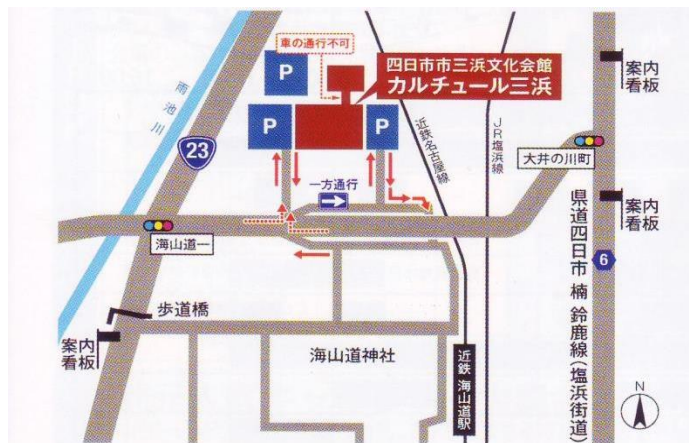 車の通行不可
P
四日市市三浜文化会館
カルチュール三浜
案内
看板
雨池川
23
P
P
近鉄名古屋線
JR塩浜線
大井の川町
一方通行
海山道一
案内
看板
県道四日市 楠 鈴鹿線(塩浜街道)
6
歩道橋
案内
看板
海山道神社
近鉄 海山道駅
N